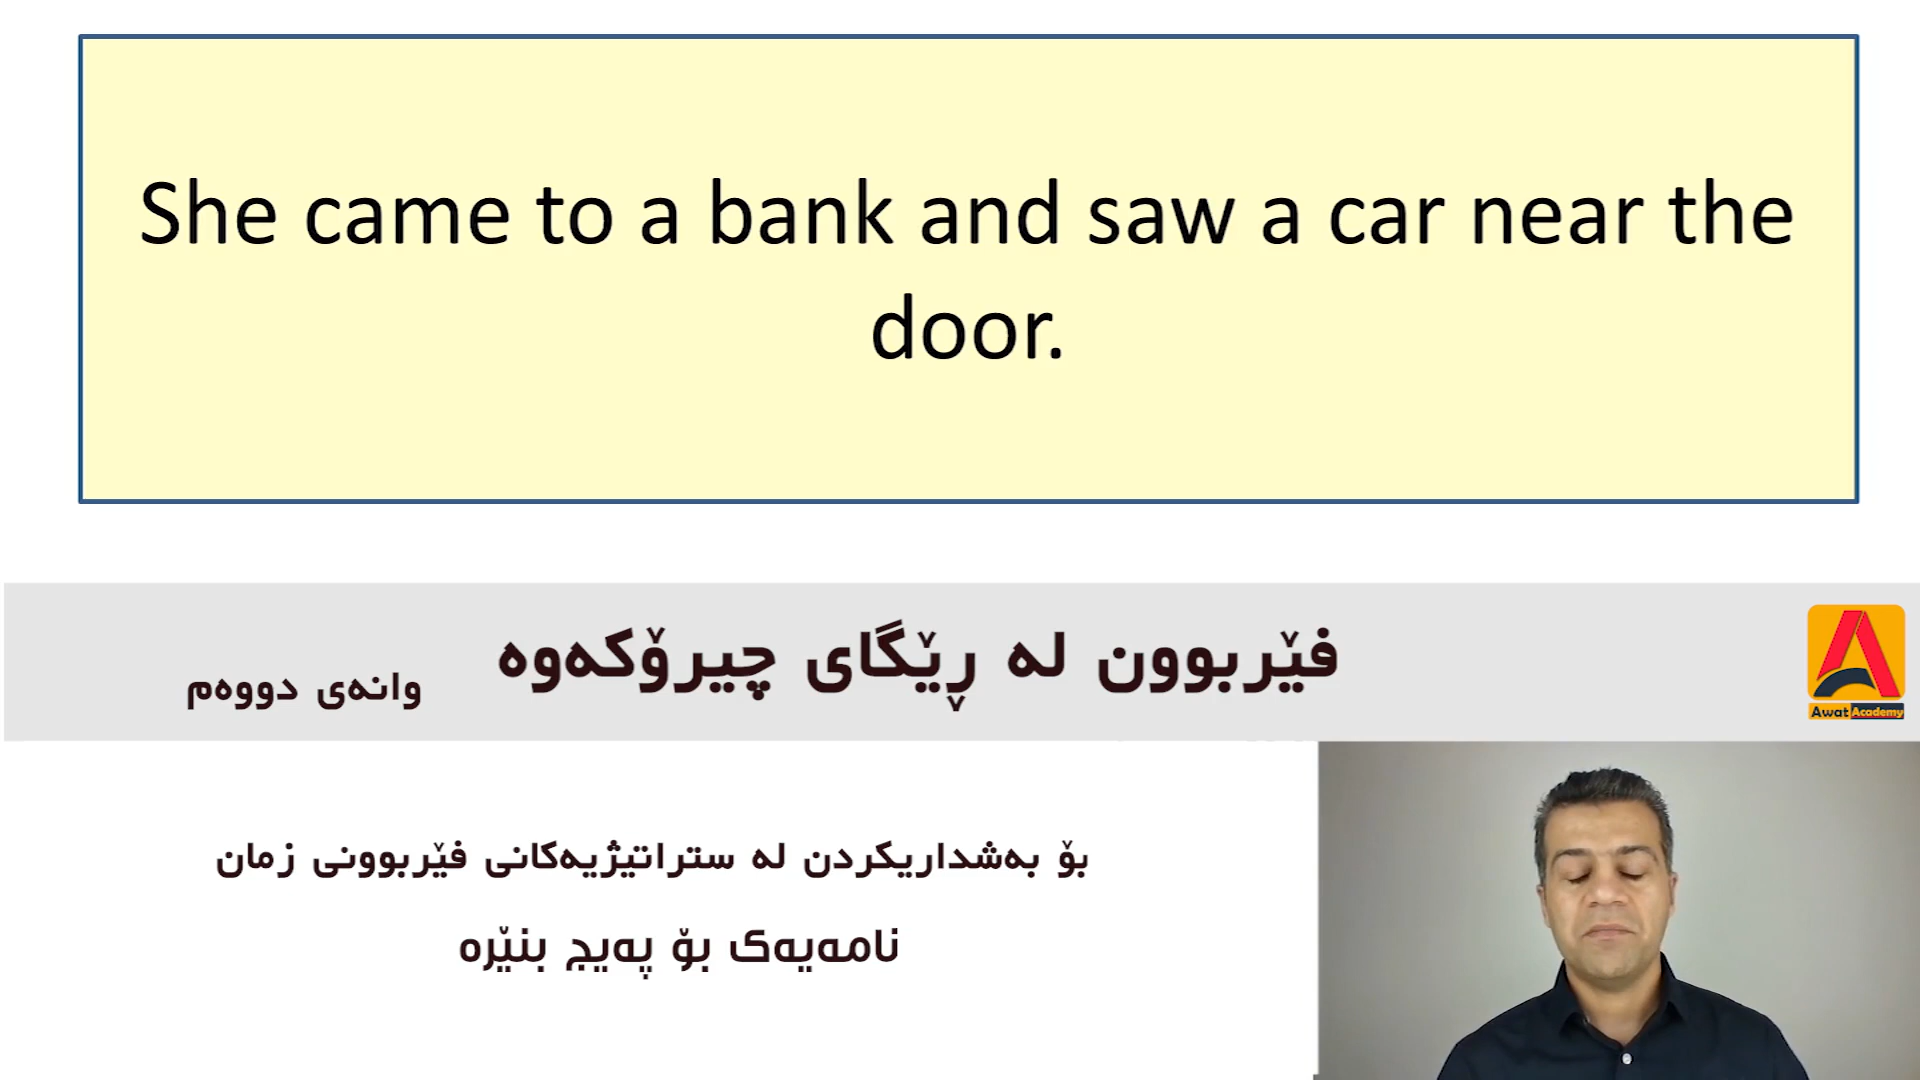 She came to a bank and saw a car near the
door.
فێربوون لە ڕێگای چیرۆکەوە
وانەی دووەم
Awat Academy
بۆ بەشداریکردن لە ستراتیژیەکانی فێربوونی زمان
نامەیەک بۆ پەیج بنێرە